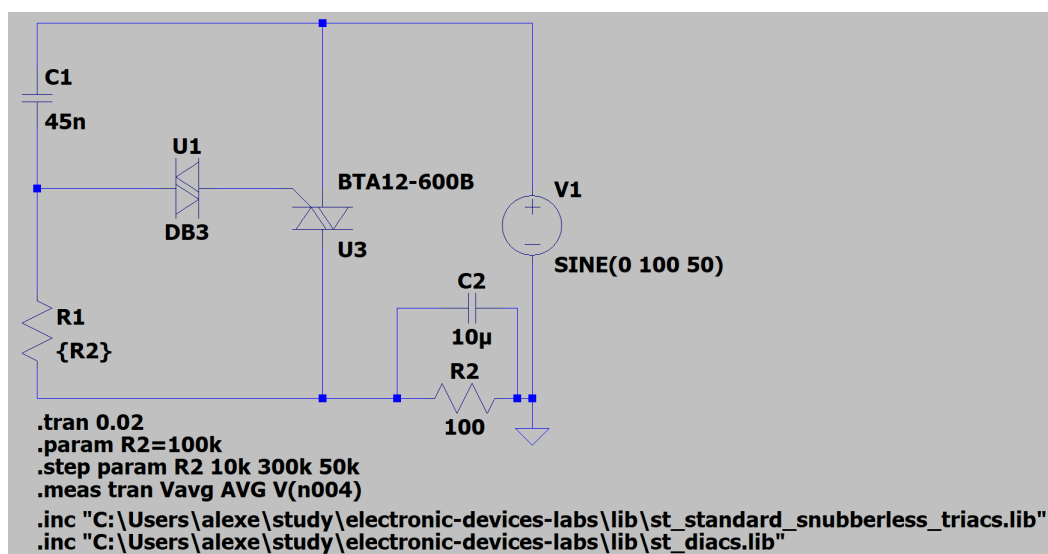 C1
45n
U1
DB3
BTA12-600B
U3
V1
SINE(0 100 50)
C2
10µ
R1
{R2}
R2
100
.tran 0.02
.param R2=100k
.step param R2 10k 300k 50k
.meas tran Vavg AVG V(n004)
.inc "C:\Users\alexe\study\electronic-devices-labs\lib\st_standard_snubberless_triacs.lib"
.inc "C:\Users\alexe\study\electronic-devices-labs\lib\st_diacs.lib"